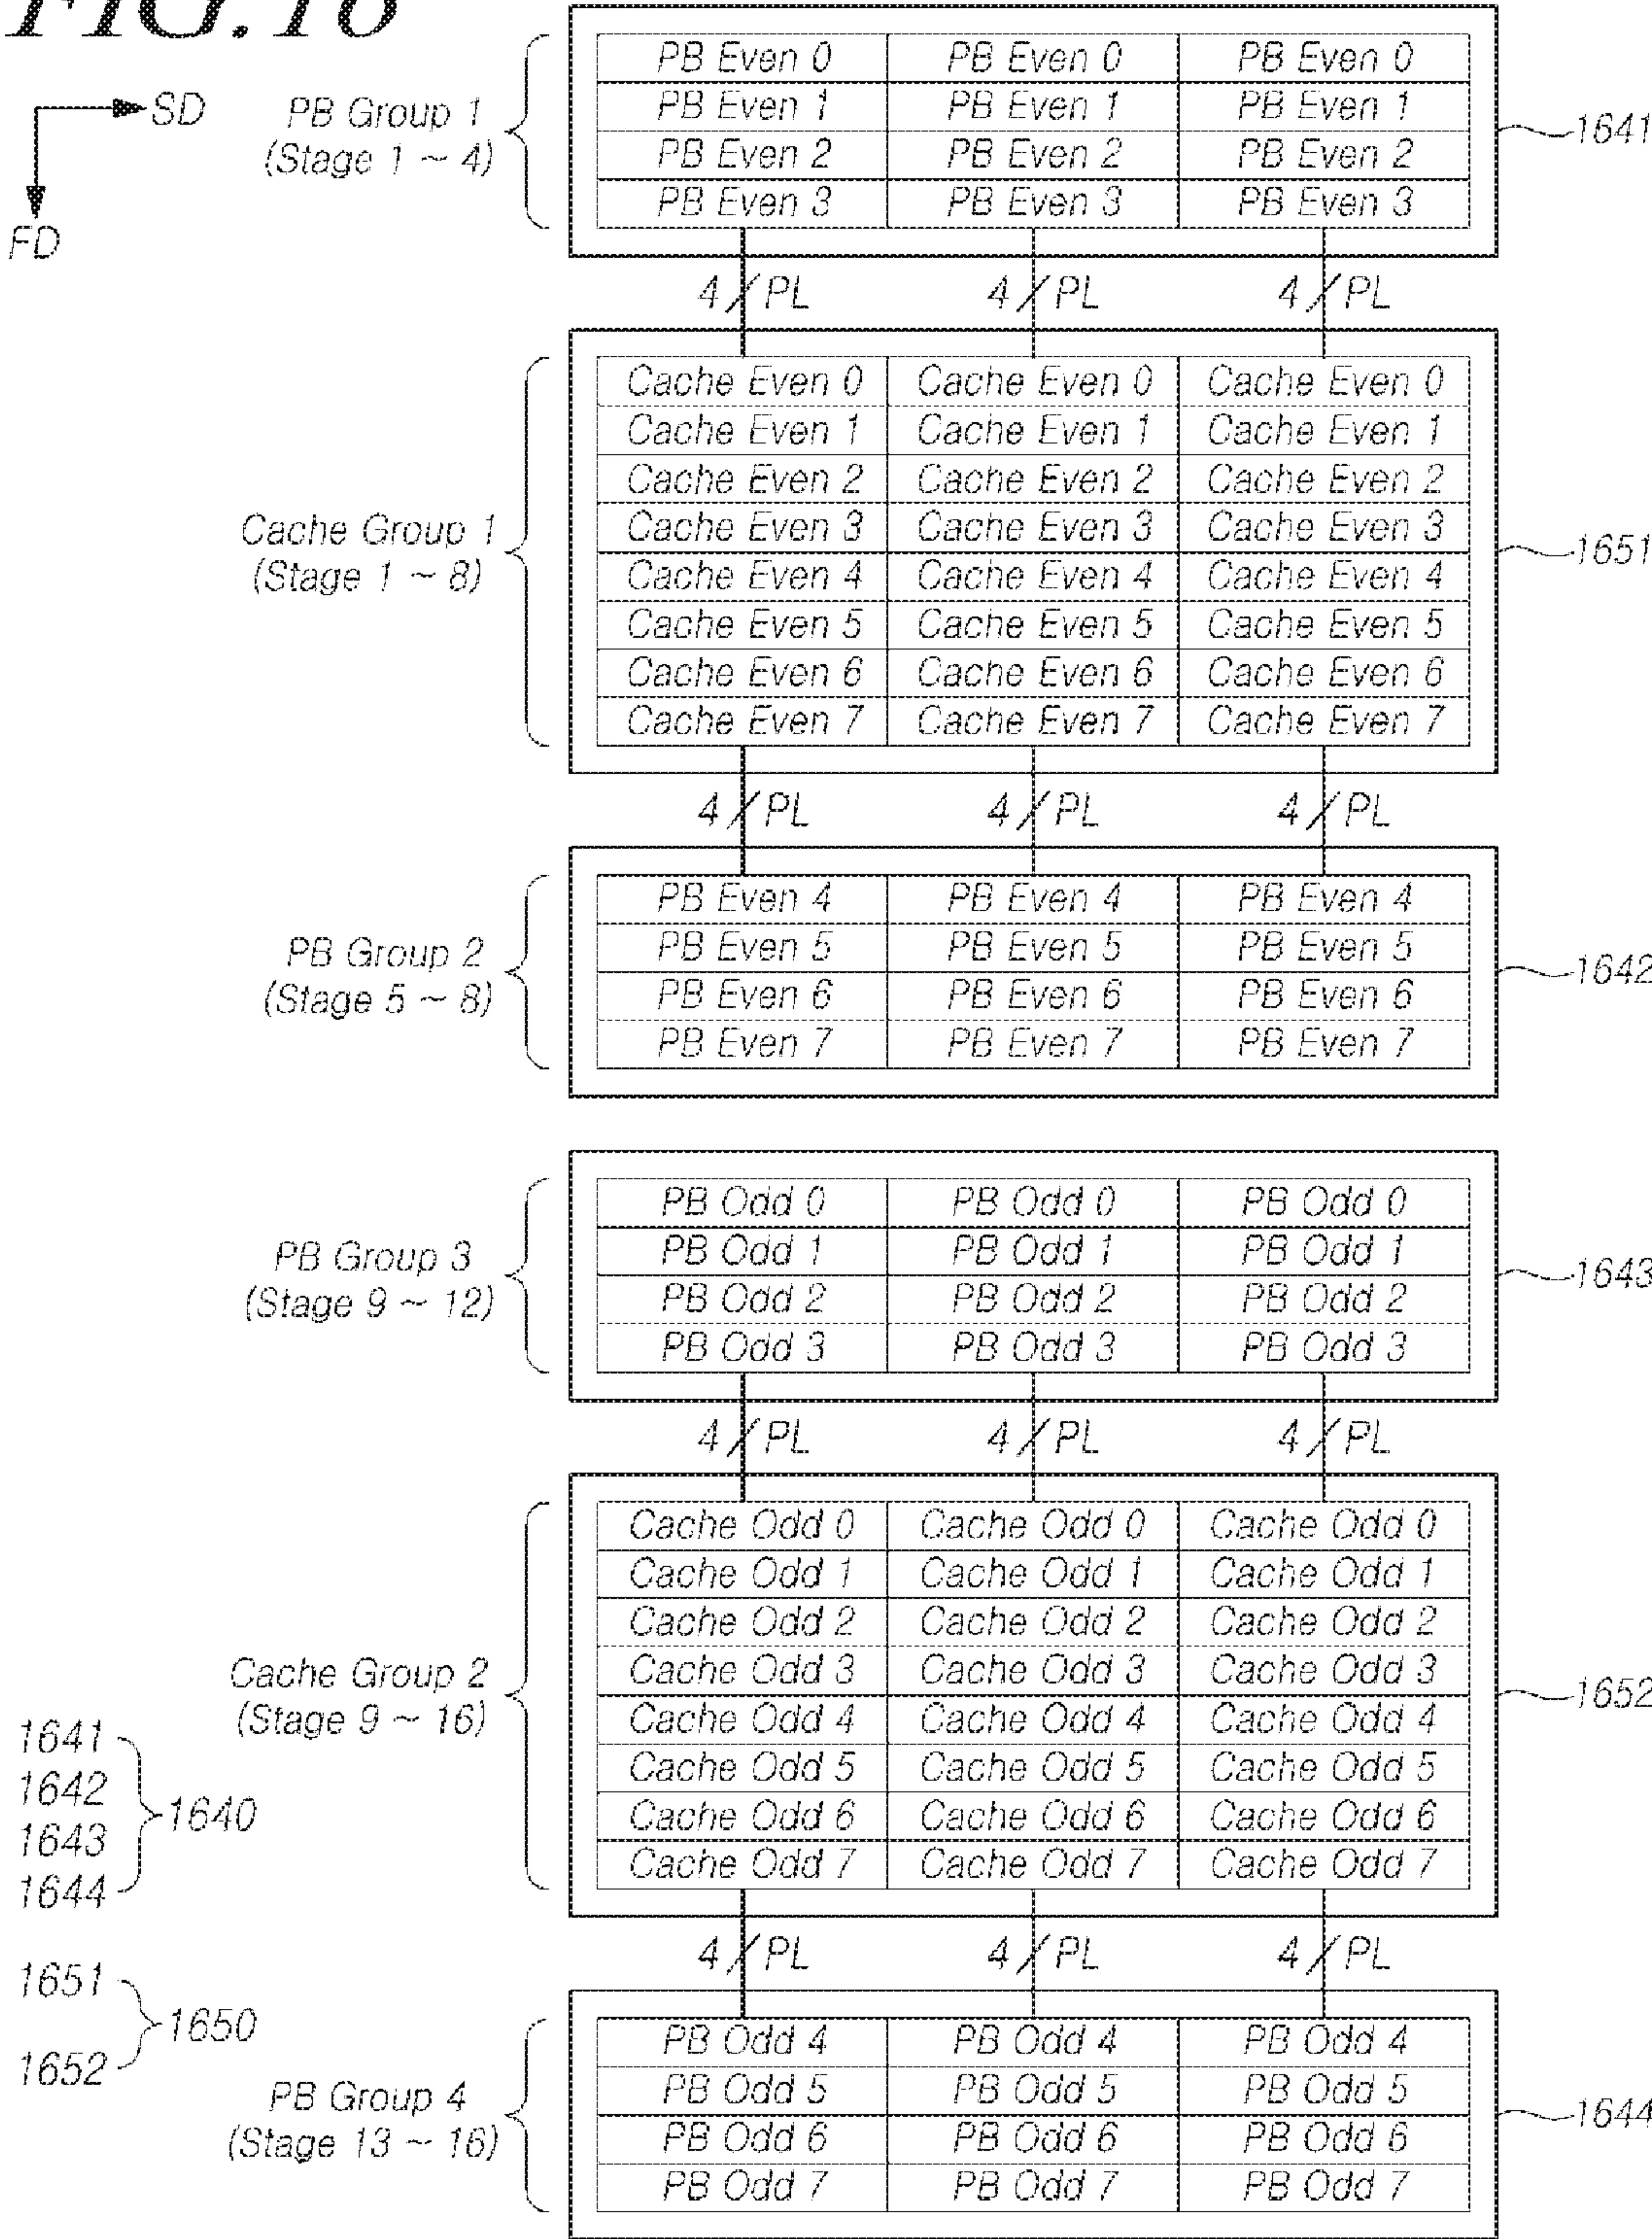 FIG. 16
SD
FD
PB Group 1
(Stage 1 ~ 4)
PB Even 0 PB Even 0 PB Even 0
PB Even 1 PB Even 1 PB Even 1
PB Even 2 PB Even 2 PB Even 2
PB Even 3 PB Even 3 PB Even 3
1641
4 PL 4 PL 4 PL
Cache Group 1
(Stage 1 ~ 8)
Cache Even 0 Cache Even 0 Cache Even 0
Cache Even 1 Cache Even 1 Cache Even 1
Cache Even 2 Cache Even 2 Cache Even 2
Cache Even 3 Cache Even 3 Cache Even 3
Cache Even 4 Cache Even 4 Cache Even 4
Cache Even 5 Cache Even 5 Cache Even 5
Cache Even 6 Cache Even 6 Cache Even 6
Cache Even 7 Cache Even 7 Cache Even 7
1651
4 PL 4 PL 4 PL
PB Group 2
(Stage 5 ~ 8)
PB Even 4 PB Even 4 PB Even 4
PB Even 5 PB Even 5 PB Even 5
PB Even 6 PB Even 6 PB Even 6
PB Even 7 PB Even 7 PB Even 7
1642
PB Group 3
(Stage 9 ~ 12)
PB Odd 0 PB Odd 0 PB Odd 0
PB Odd 1 PB Odd 1 PB Odd 1
PB Odd 2 PB Odd 2 PB Odd 2
PB Odd 3 PB Odd 3 PB Odd 3
1643
4 PL 4 PL 4 PL
Cache Group 2
(Stage 9 ~ 16)
Cache Odd 0 Cache Odd 0 Cache Odd 0
Cache Odd 1 Cache Odd 1 Cache Odd 1
Cache Odd 2 Cache Odd 2 Cache Odd 2
Cache Odd 3 Cache Odd 3 Cache Odd 3
Cache Odd 4 Cache Odd 4 Cache Odd 4
Cache Odd 5 Cache Odd 5 Cache Odd 5
Cache Odd 6 Cache Odd 6 Cache Odd 6
Cache Odd 7 Cache Odd 7 Cache Odd 7
1652
1641
1642
1643
1644
1640
4 PL 4 PL 4 PL
1651
1652
1650
PB Group 4
(Stage 13 ~ 16)
PB Odd 4 PB Odd 4 PB Odd 4
PB Odd 5 PB Odd 5 PB Odd 5
PB Odd 6 PB Odd 6 PB Odd 6
PB Odd 7 PB Odd 7 PB Odd 7
1644